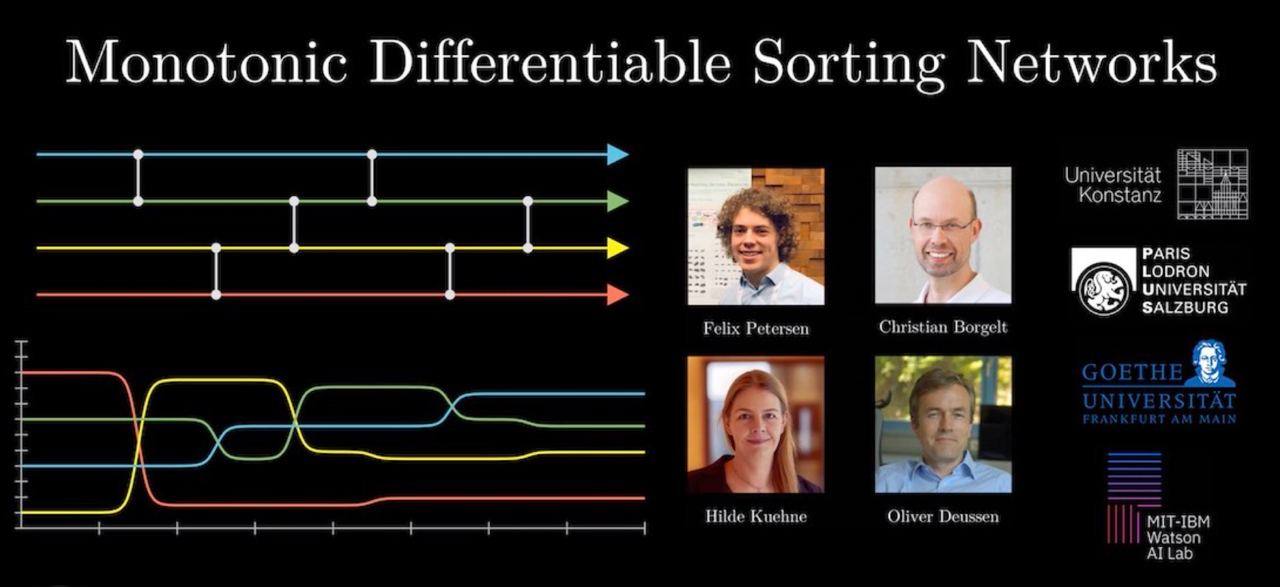 Monotonic Differentiable Sorting Networks
Felix Petersen
Christian Borgelt
Hilde Kuehne
Oliver Deussen
Universität
Konstanz
PARIS
LODRON
UNIVERSITÄT
SALZBURG
GOETHE
UNIVERSITÄT
FRANKFURT AM MAIN
MIT-IBM
Watson
AI Lab